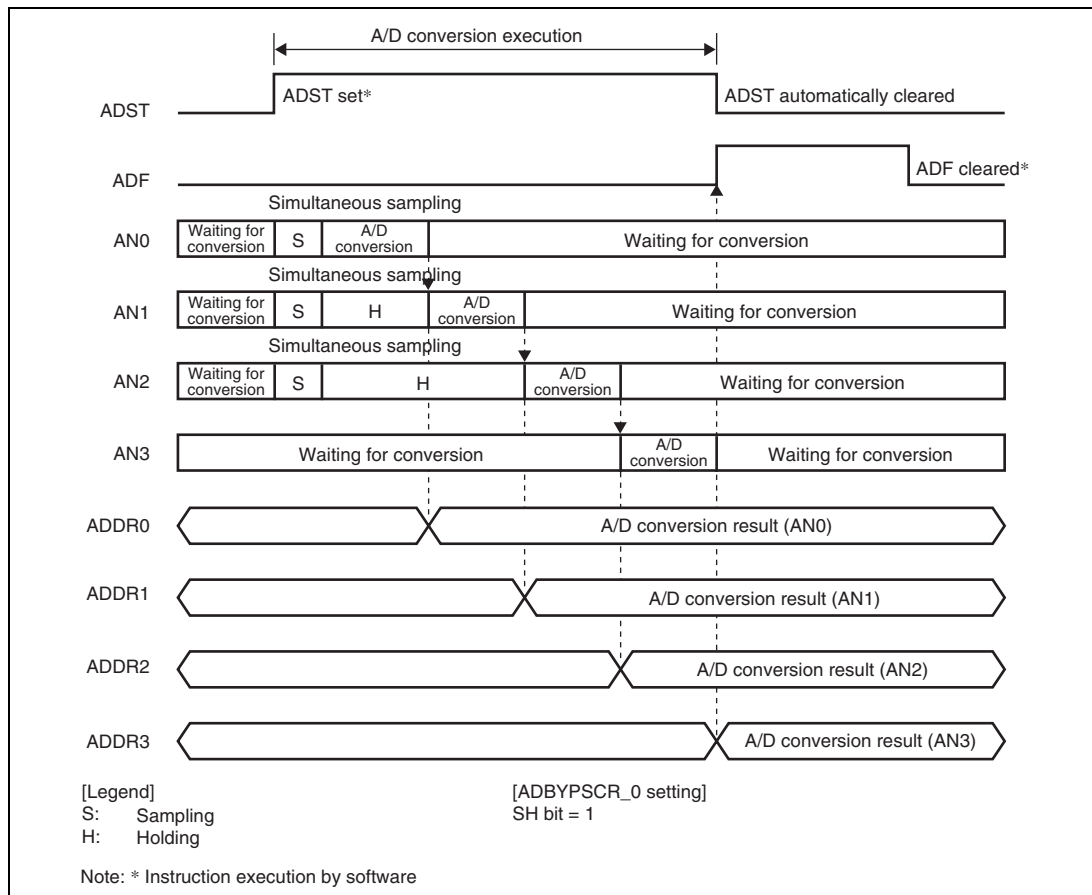 A/D conversion execution
ADST
ADST set*
ADST automatically cleared
ADF
ADF cleared*
Simultaneous sampling
AN0
Waiting for
conversion
S
A/D
conversion
Waiting for conversion
Simultaneous sampling
AN1
Waiting for
conversion
S
H
A/D
conversion
Waiting for conversion
Simultaneous sampling
AN2
Waiting for
conversion
S
H
A/D
conversion
Waiting for conversion
AN3
Waiting for conversion
A/D
conversion
Waiting for conversion
ADDR0
A/D conversion result (AN0)
ADDR1
A/D conversion result (AN1)
ADDR2
A/D conversion result (AN2)
ADDR3
A/D conversion result (AN3)
[Legend]
S: Sampling
H: Holding
[ADBYPSCR_0 setting]
SH bit = 1
Note: * Instruction execution by software